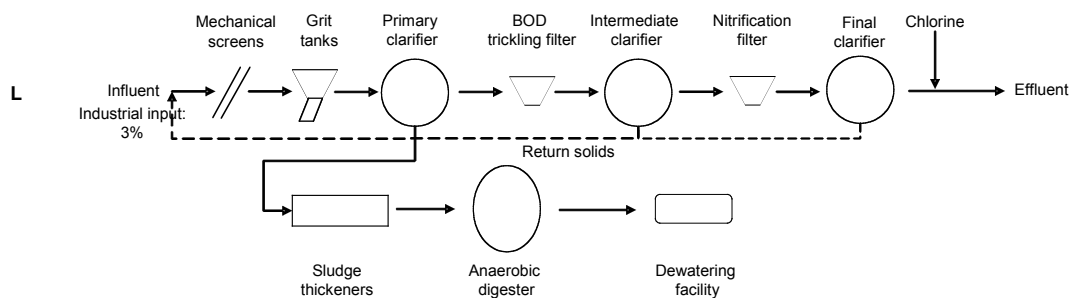 Mechanical
screens
Grit
tanks
Primary
clarifier
BOD
trickling filter
Intermediate
clarifier
Nitrification
filter
Final
clarifier
Chlorine
L
Influent
Effluent
Industrial input:
3%
Return solids
Sludge
thickeners
Anaerobic
digester
Dewatering
facility